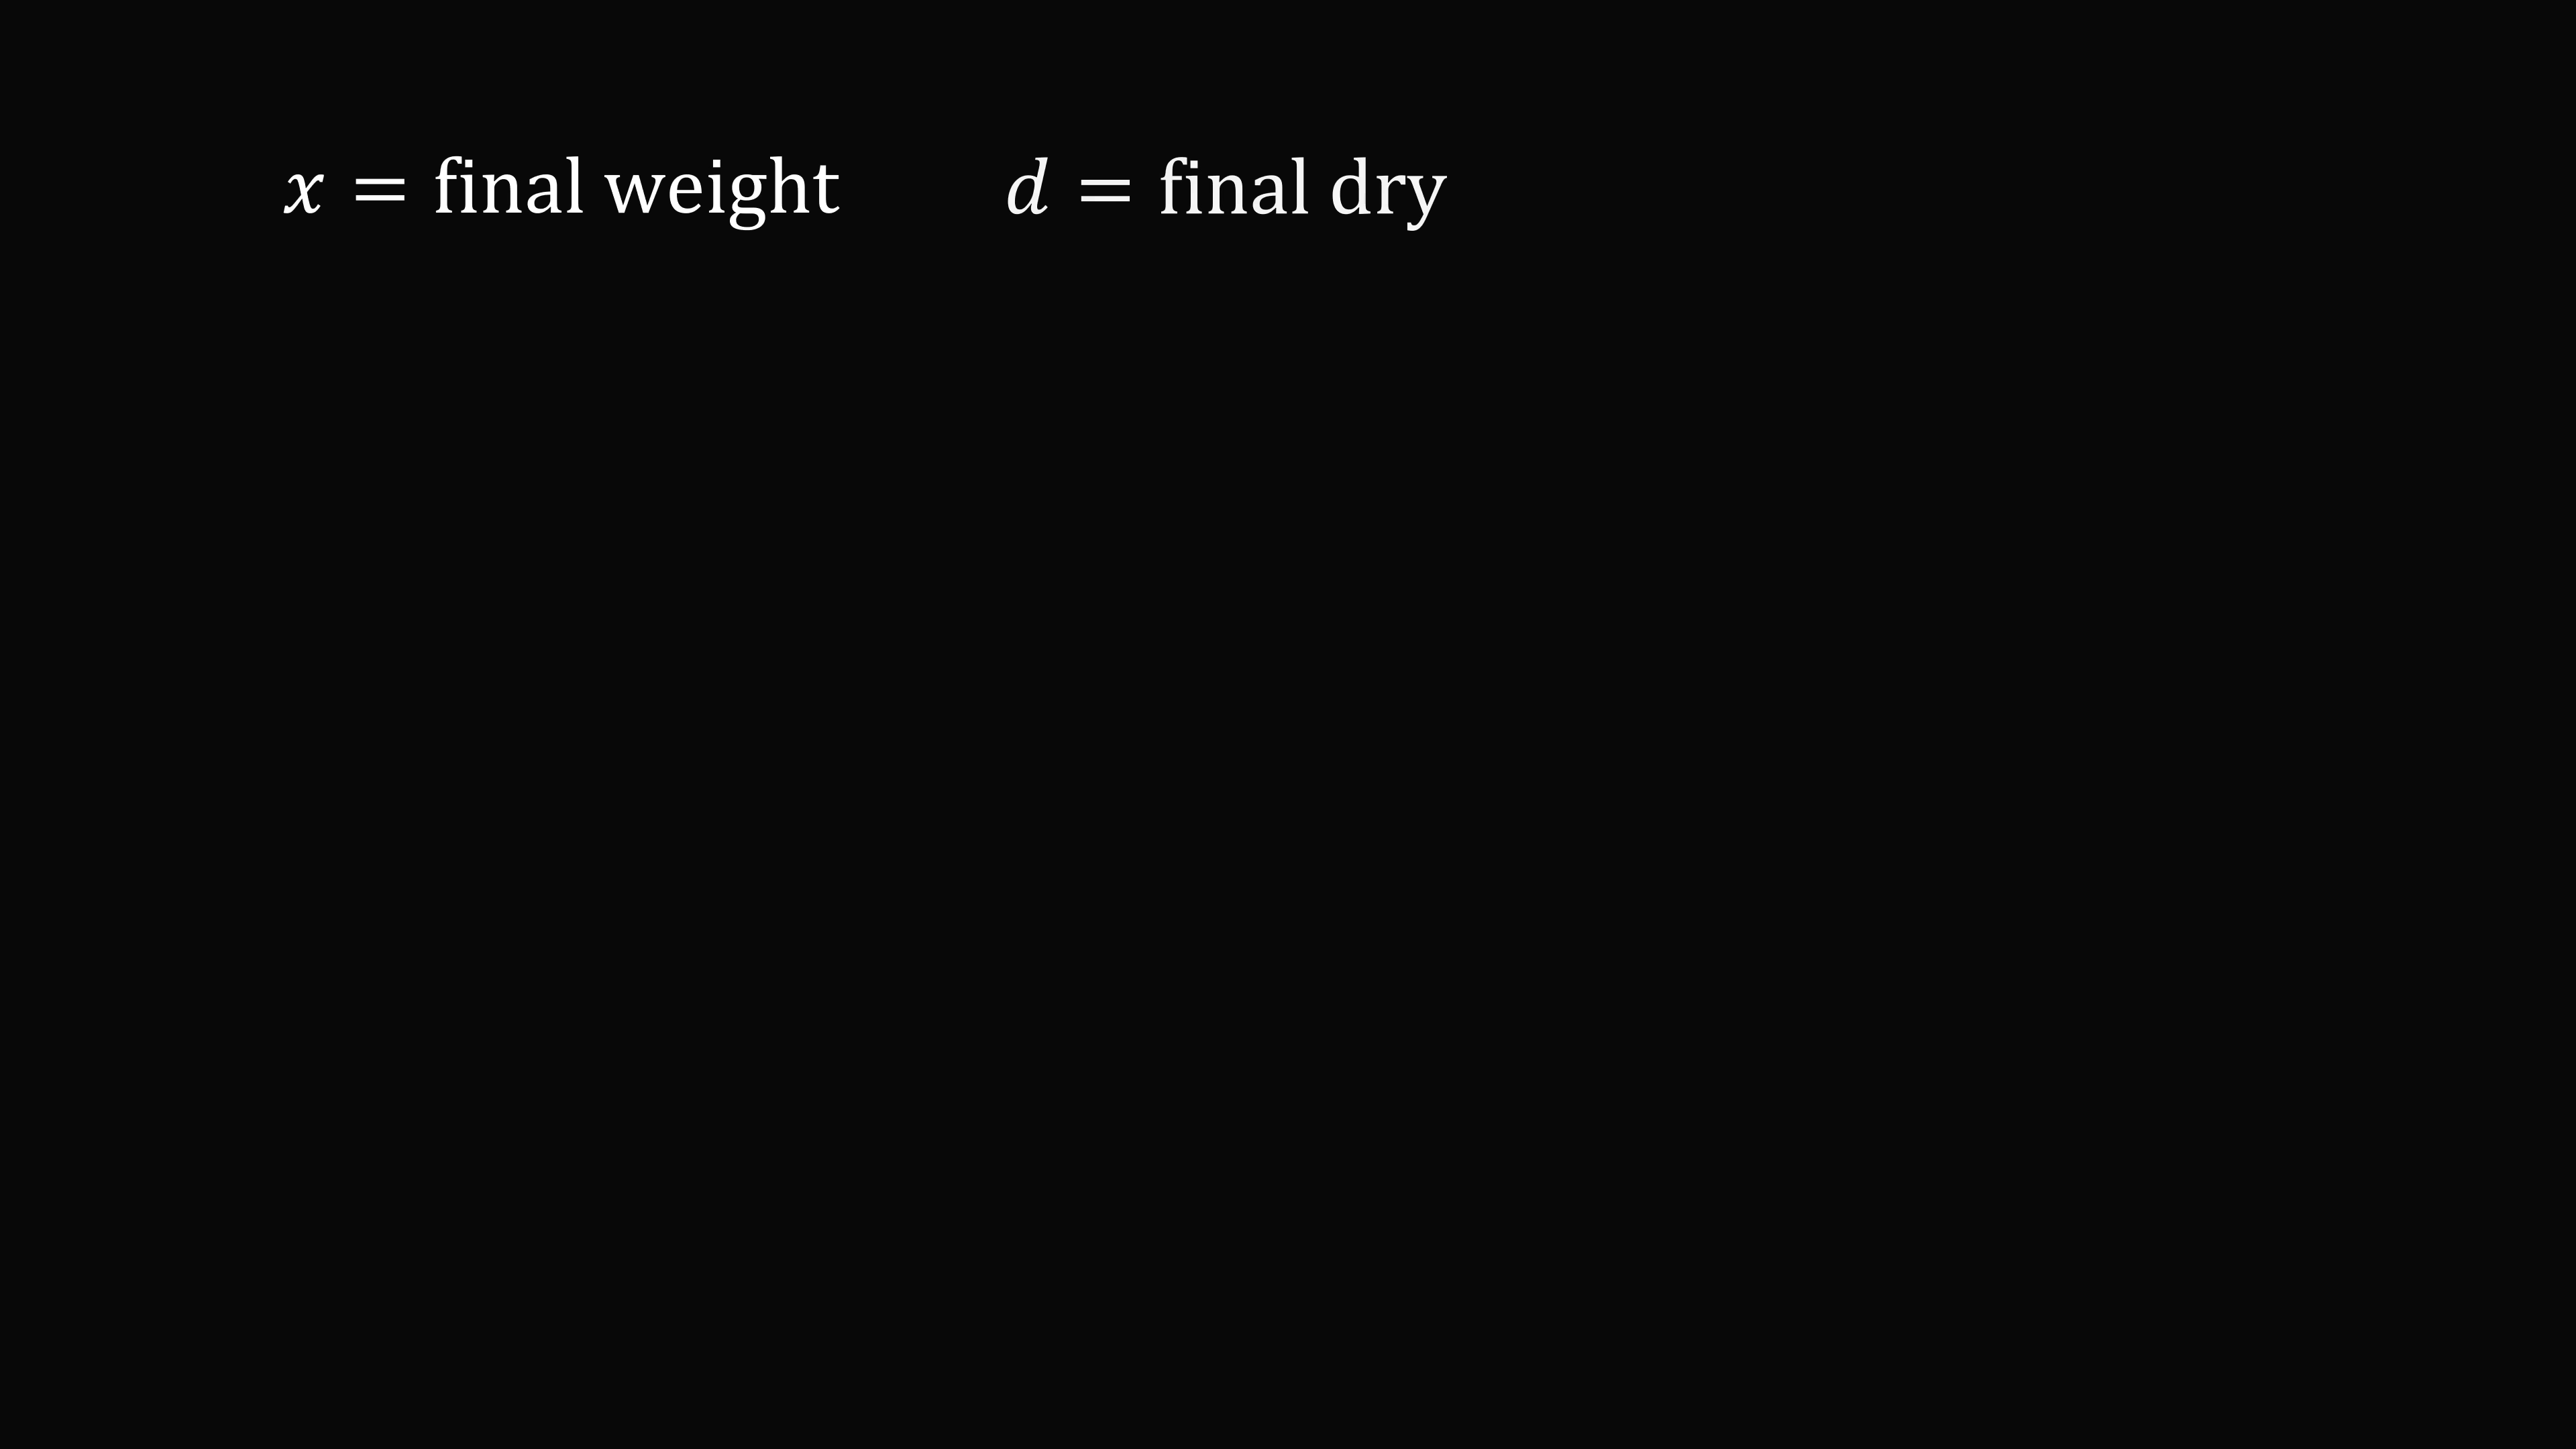 x = final weight d = final dry